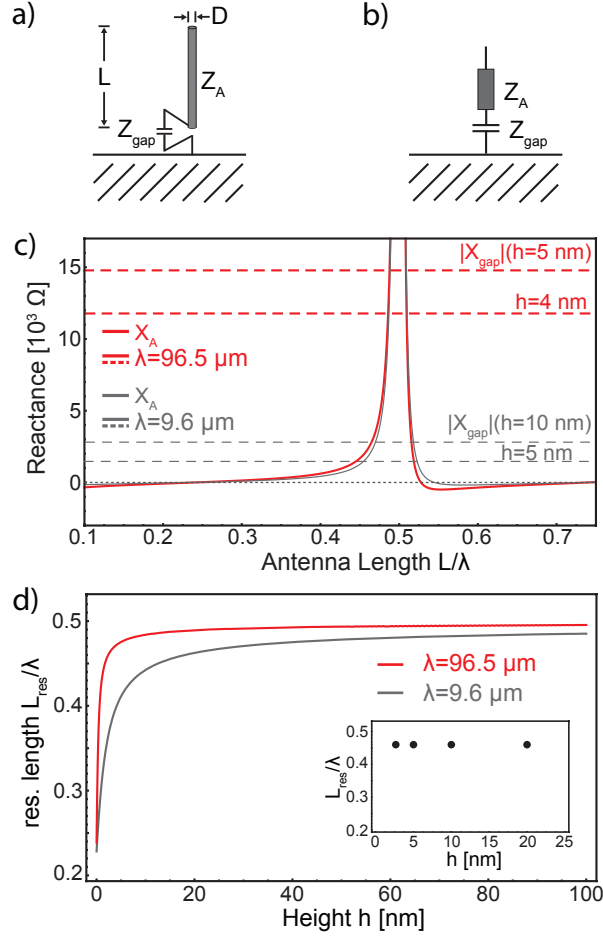 a)
D
L
Z_A
Z_gap
b)
Z_A
Z_gap
c)
Reactance [10³ Ω]
15
10
5
0
|X_gap|(h=5 nm)
h=4 nm
X_A
λ=96.5 μm
X_A
λ=9.6 μm
|X_gap|(h=10 nm)
h=5 nm
0.1 0.2 0.3 0.4 0.5 0.6 0.7
Antenna Length L/λ
d)
res. length L_res/λ
0.5
0.4
0.3
0.2
λ=96.5 μm
λ=9.6 μm
L_res/λ
0.5
0.4
0.3
0.2
0 5 10 15 20 25
h [nm]
0 20 40 60 80 100
Height h [nm]